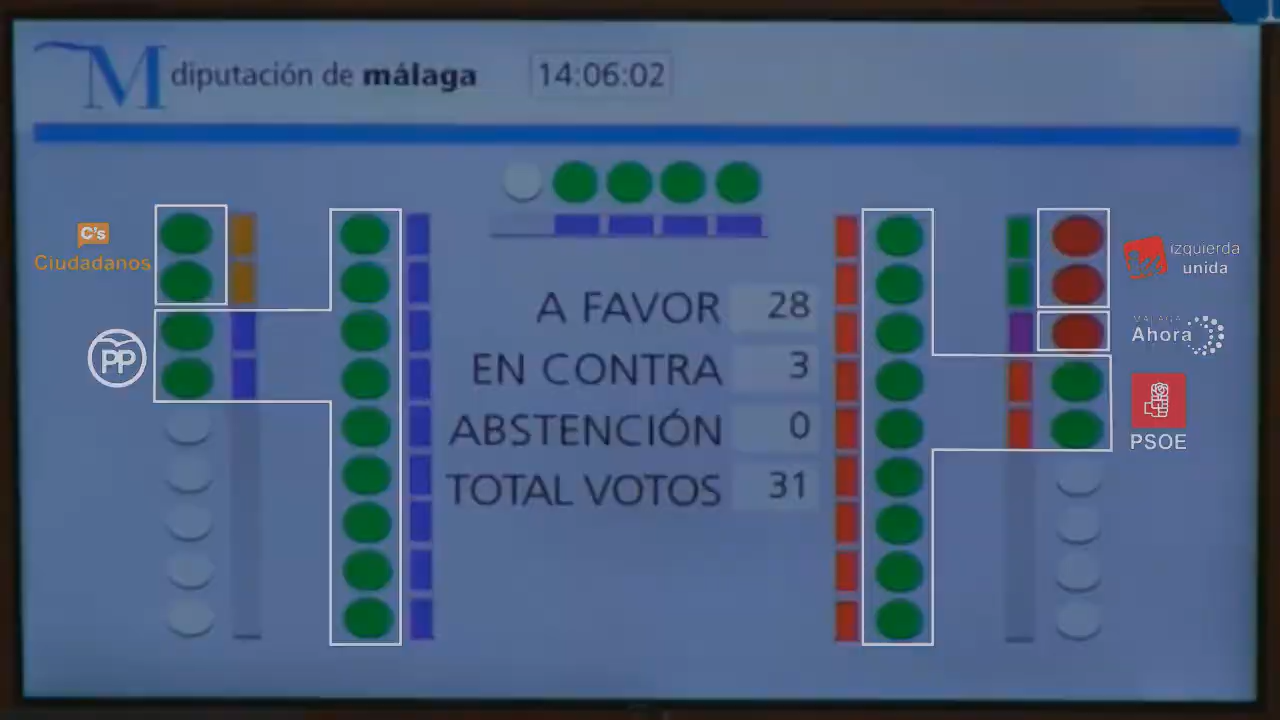 M diputación de málaga
14:06:02
C's
Ciudadanos
PP
A FAVOR 28
EN CONTRA 3
ABSTENCIÓN 0
TOTAL VOTOS 31
izquierda
unida
MÁLAGA
Ahora
PSOE